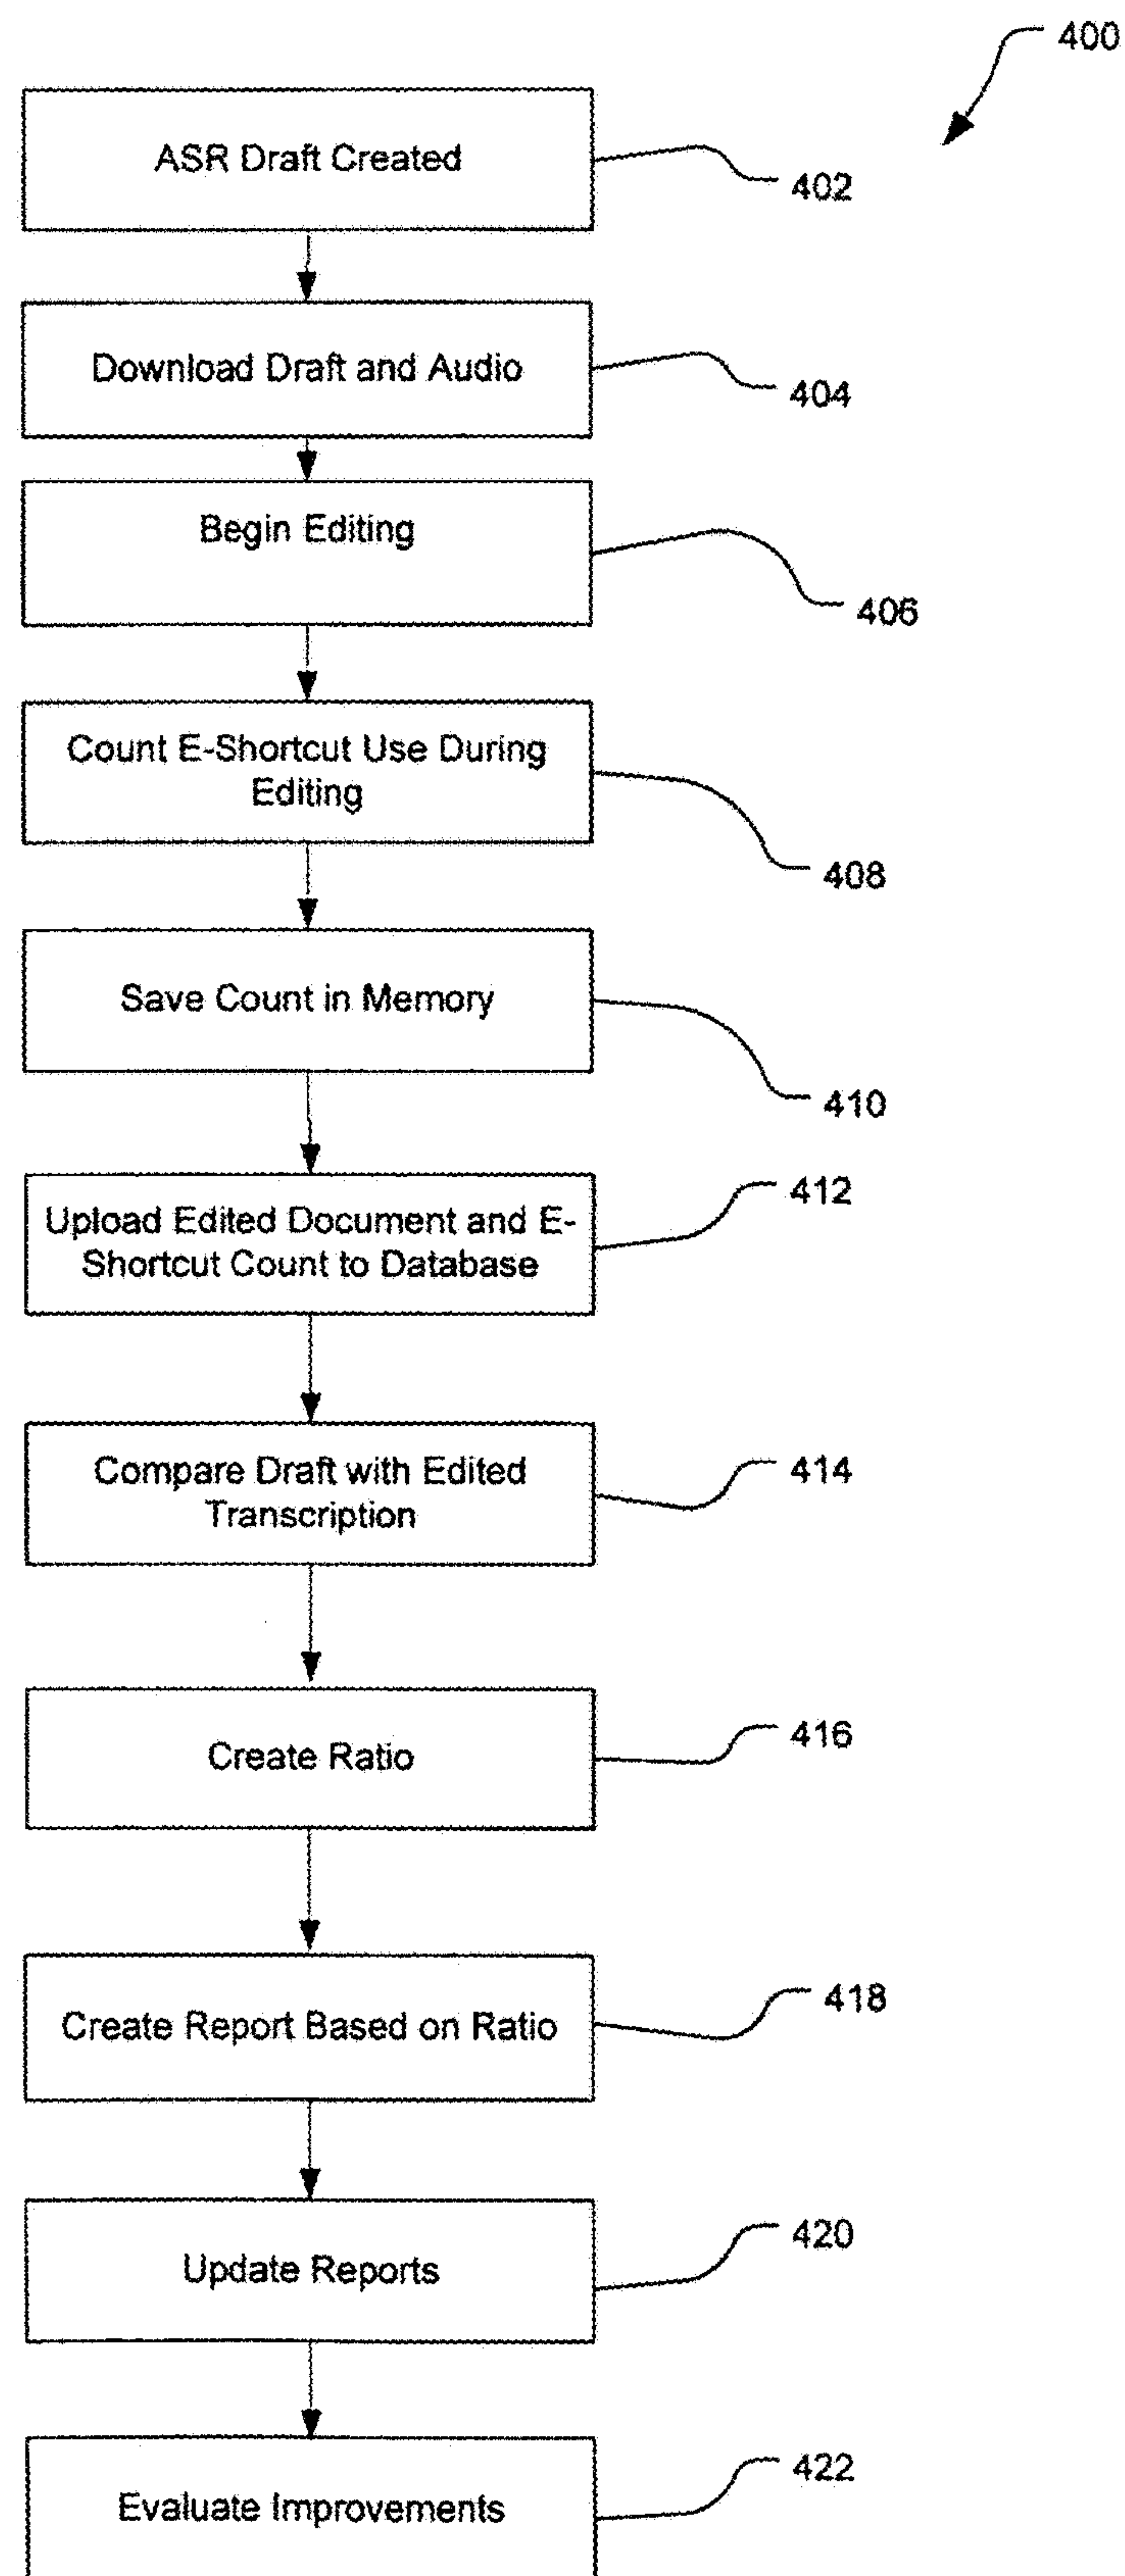 400
ASR Draft Created
402
Download Draft and Audio
404
Begin Editing
406
Count E-Shortcut Use During
Editing
408
Save Count in Memory
410
Upload Edited Document and E-
Shortcut Count to Database
412
Compare Draft with Edited
Transcription
414
Create Ratio
416
Create Report Based on Ratio
418
Update Reports
420
Evaluate Improvements
422